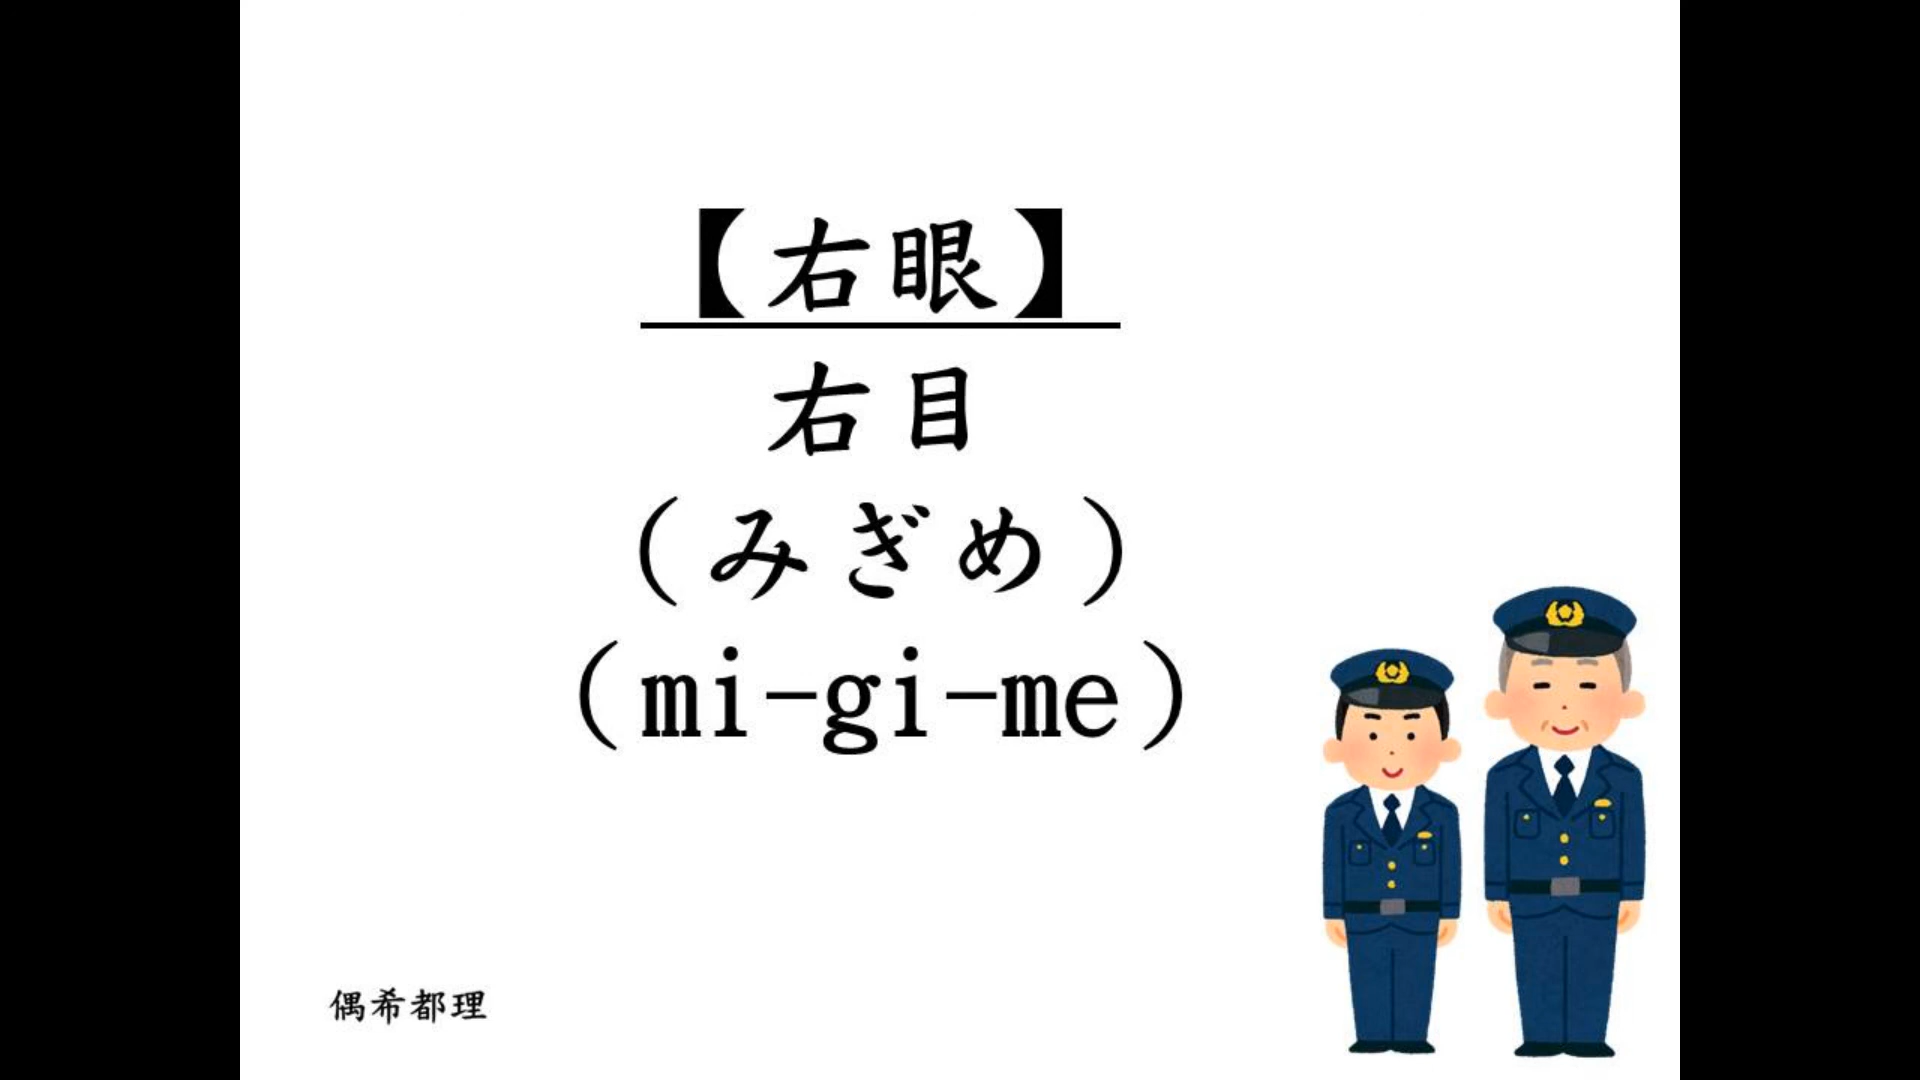 【右眼】
右目
（みぎめ）
（mi-gi-me）
偶希都理